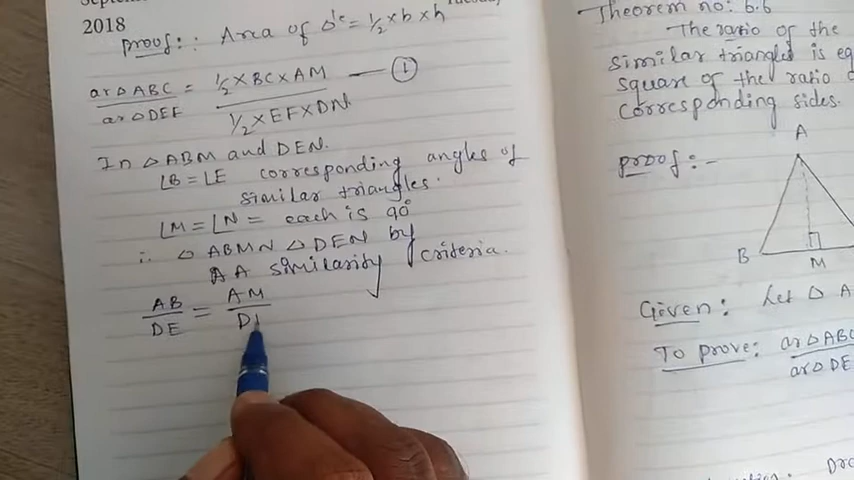 2018
proof:: Area of Δ'^le = 1/2 × b × h
ar△ABC / ar△DEF = 1/2 × BC × AM / 1/2 × EF × DN — ①
In △ABM and DEN.
∠B = ∠E corresponding angles of
similar triangles.
∠M = ∠N = each is 90°
∴ △ABM ~ △DEN by
AA similarity criteria.
AB / DE = AM / D
Theorem no: 6.6
The ratio of the
similar triangles is
square of the ratio
corresponding sides.
proof:-
A
B
M
Given: Let △
To prove: ar△ABC
ar△DE